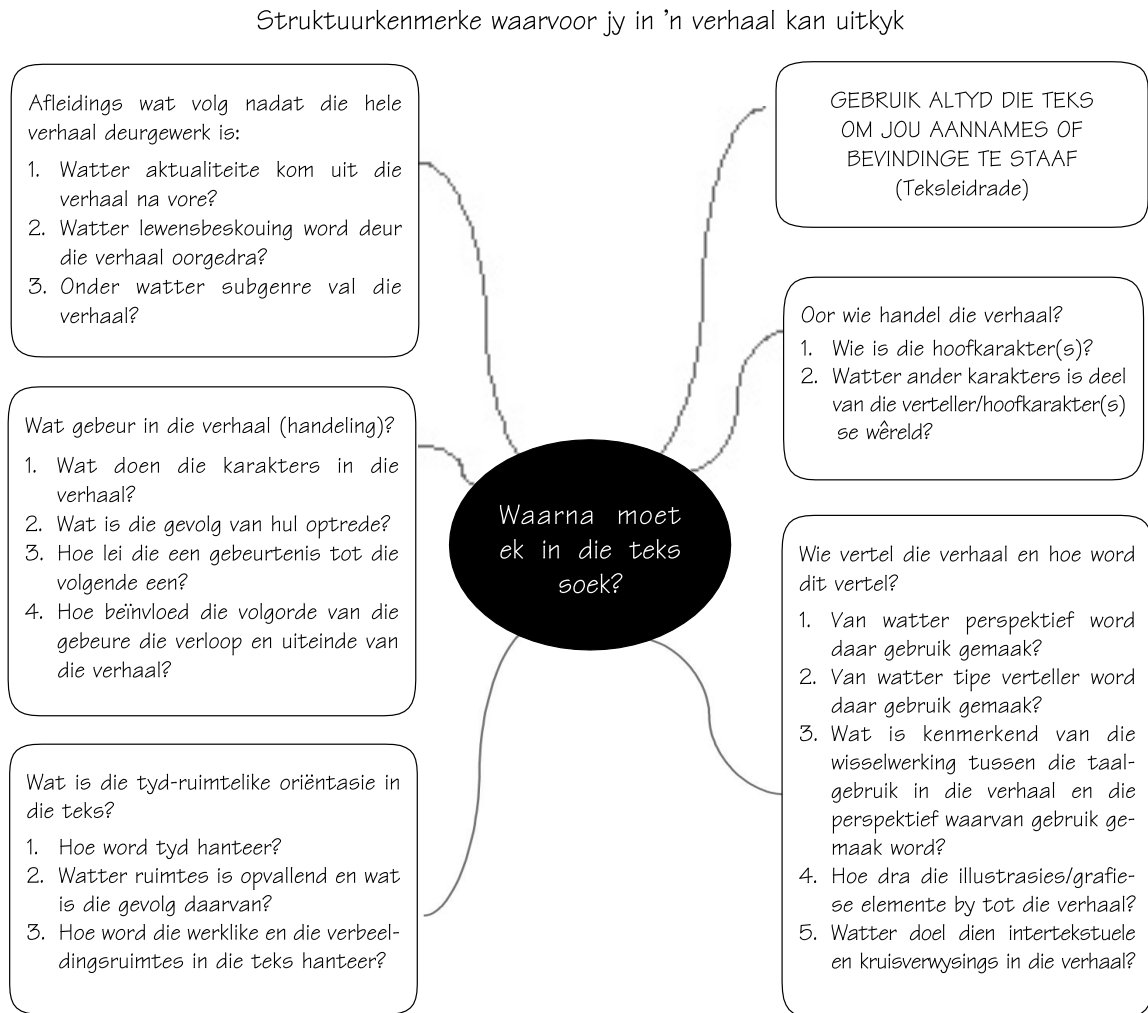 Struktuurkenmerke waarvoor jy in 'n verhaal kan uitkyk
Afleidings wat volg nadat die hele
verhaal deurgewerk is:
1. Watter aktualiteite kom uit die
verhaal na vore?
2. Watter lewensbeskouing word deur
die verhaal oorgedra?
3. Onder watter subgenre val die
verhaal?
GEBRUIK ALTYD DIE TEKS
OM JOU AANNAMES OF
BEVINDINGE TE STAAF
(Teksleidrade)
Oor wie handel die verhaal?
1. Wie is die hoofkarakter(s)?
2. Watter ander karakters is deel
van die verteller/hoofkarakter(s)
se wêreld?
Wat gebeur in die verhaal (handeling)?
1. Wat doen die karakters in die
verhaal?
2. Wat is die gevolg van hul optrede?
3. Hoe lei die een gebeurtenis tot die
volgende een?
4. Hoe beïnvloed die volgorde van die
gebeure die verloop en uiteinde van
die verhaal?
Waarna moet
ek in die teks
soek?
Wie vertel die verhaal en hoe word
dit vertel?
1. Van watter perspektief word
daar gebruik gemaak?
2. Van watter tipe verteller word
daar gebruik gemaak?
3. Wat is kenmerkend van die
wisselwerking tussen die taal-
gebruik in die verhaal en die
perspektief waarvan gebruik ge-
maak word?
4. Hoe dra die illustrasies/grafie-
se elemente by tot die verhaal?
5. Watter doel dien intertekstuele
en kruisverwysings in die verhaal?
Wat is die tyd-ruimtelike oriëntasie in
die teks?
1. Hoe word tyd hanteer?
2. Watter ruimtes is opvallend en wat
is die gevolg daarvan?
3. Hoe word die werklike en die verbeel-
dingsruimtes in die teks hanteer?